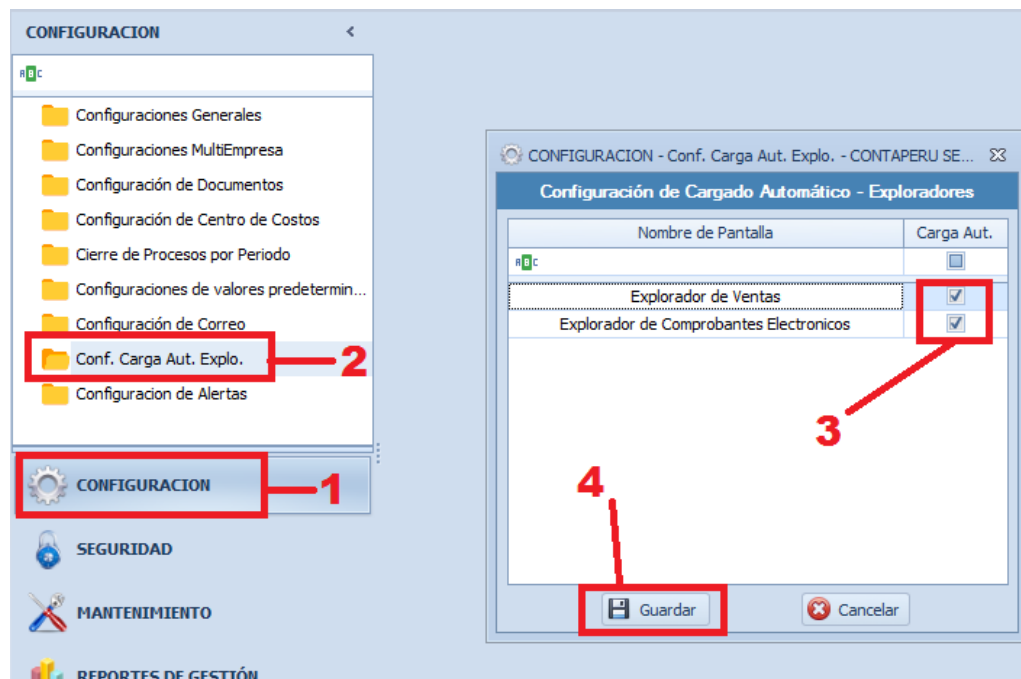 CONFIGURACION <
ABC
Configuraciones Generales
Configuraciones MultiEmpresa
Configuración de Documentos
Configuración de Centro de Costos
Cierre de Procesos por Periodo
Configuraciones de valores predetermin...
Configuración de Correo
Conf. Carga Aut. Explo.
2
Configuracion de Alertas
CONFIGURACION
1
SEGURIDAD
MANTENIMIENTO
REPORTES DE GESTIÓN
CONFIGURACION - Conf. Carga Aut. Explo. - CONTAPERU SE...
Configuración de Cargado Automático - Exploradores
Nombre de Pantalla Carga Aut.
ABC
Explorador de Ventas
Explorador de Comprobantes Electronicos
3
4
Guardar Cancelar